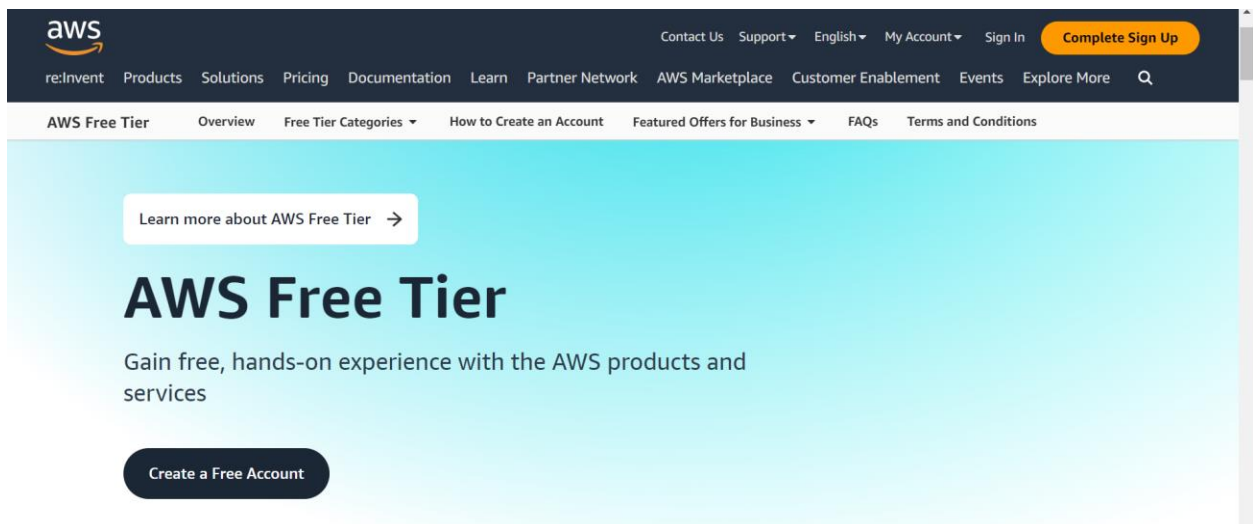 aws
Contact Us Support English My Account Sign In Complete Sign Up
re:Invent Products Solutions Pricing Documentation Learn Partner Network AWS Marketplace Customer Enablement Events Explore More
AWS Free Tier Overview Free Tier Categories How to Create an Account Featured Offers for Business FAQs Terms and Conditions
Learn more about AWS Free Tier →
AWS Free Tier
Gain free, hands-on experience with the AWS products and
services
Create a Free Account